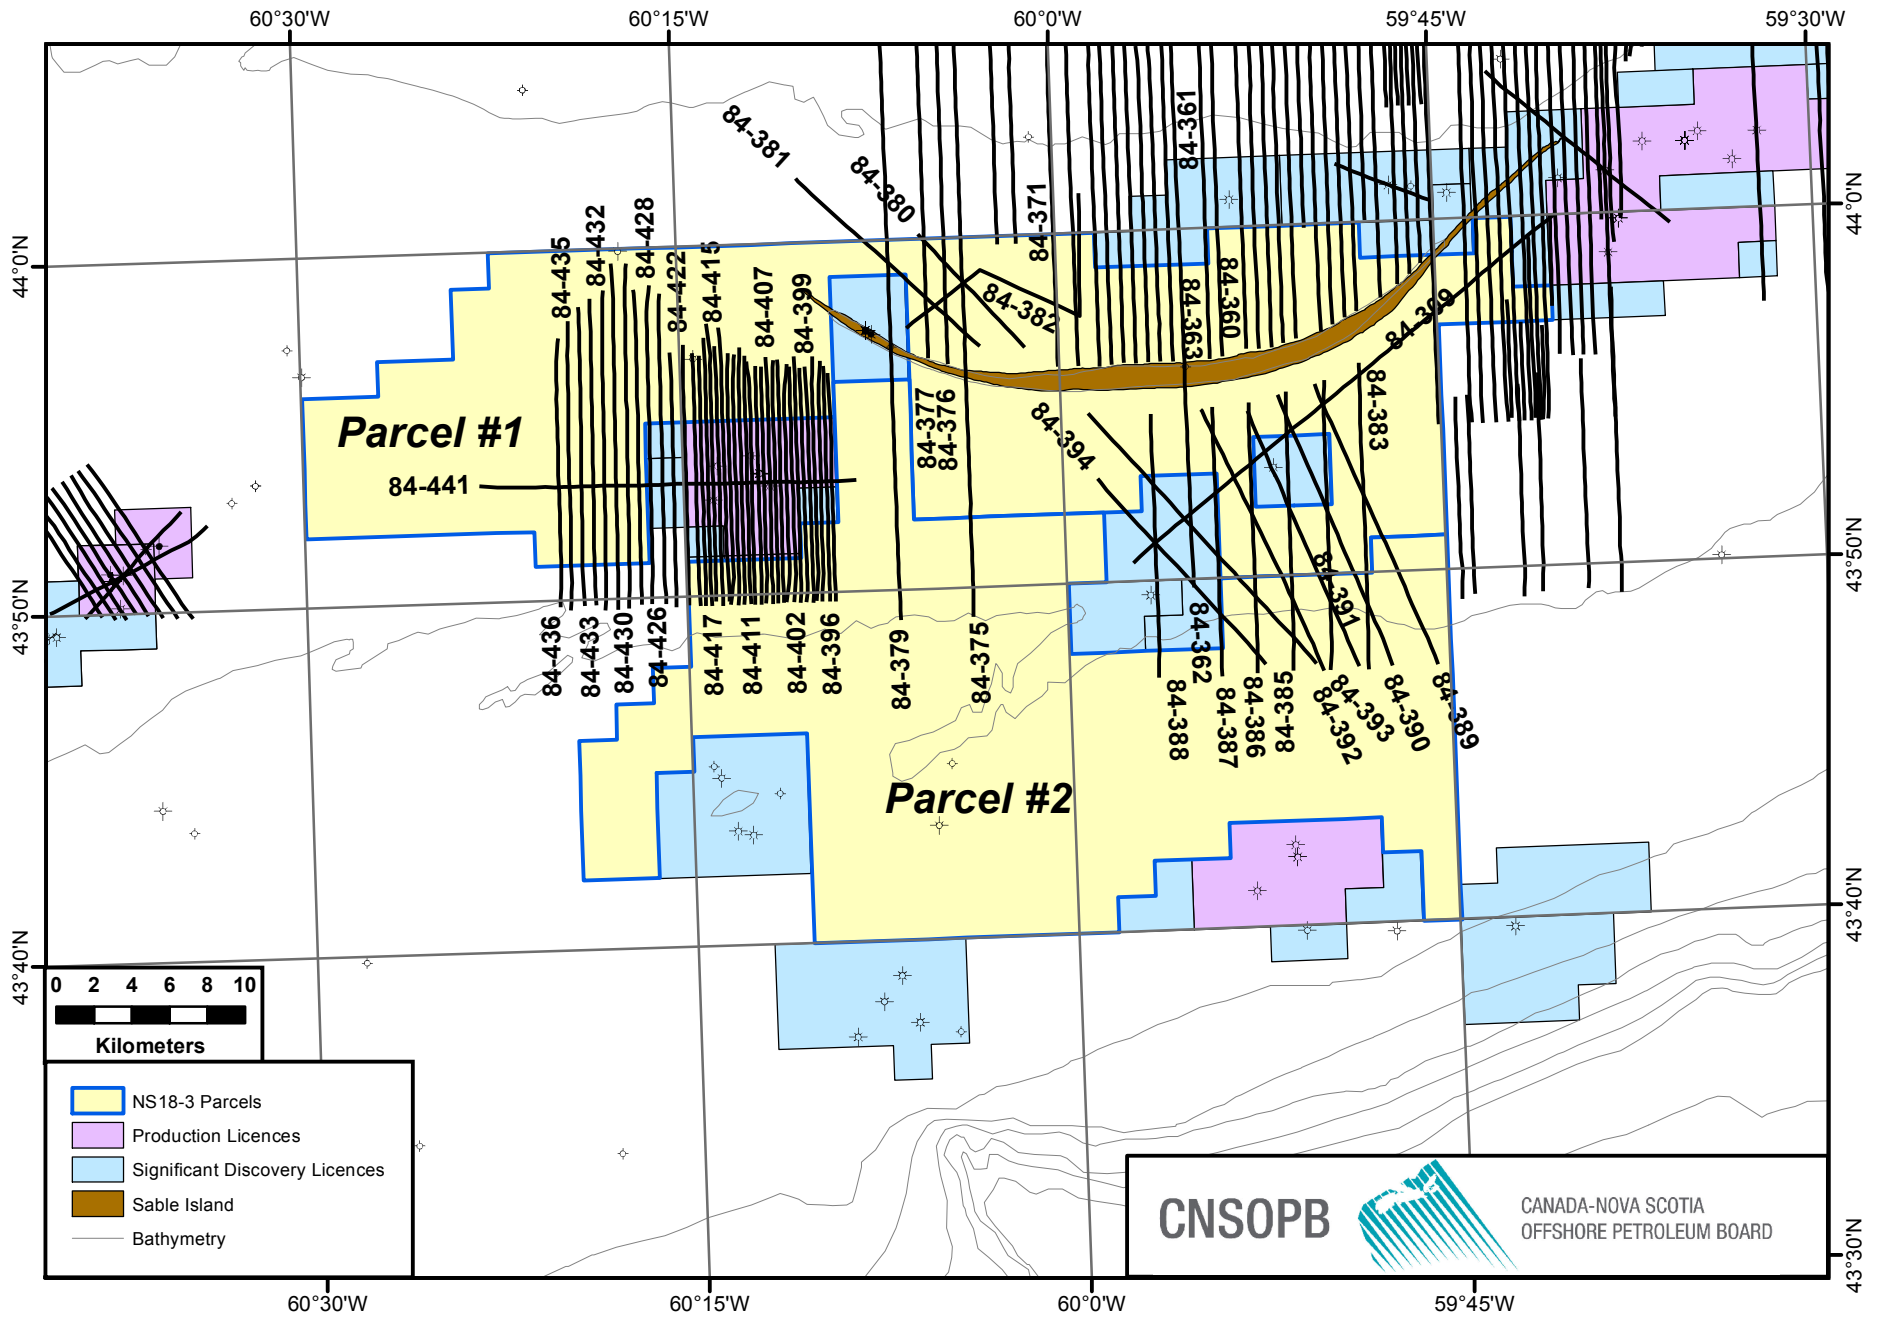 60°30'W
60°15'W
60°0'W
59°45'W
59°30'W
44°0'N
43°50'N
43°40'N
44°0'N
43°50'N
43°40'N
43°30'N
84-381
84-380
84-361
84-371
84-435
84-432
84-428
84-422
84-415
84-407
84-399
84-382
84-363
84-360
84-309
84-383
84-377
84-376
84-394
Parcel #1
84-441
84-391
84-436
84-433
84-430
84-426
84-417
84-411
84-402
84-396
84-379
84-375
84-362
84-388
84-387
84-386
84-385
84-392
84-393
84-390
84-389
Parcel #2
0 2 4 6 8 10
Kilometers
NS18-3 Parcels
Production Licences
Significant Discovery Licences
Sable Island
Bathymetry
CNSOPB
CANADA-NOVA SCOTIA
OFFSHORE PETROLEUM BOARD
60°30'W
60°15'W
60°0'W
59°45'W